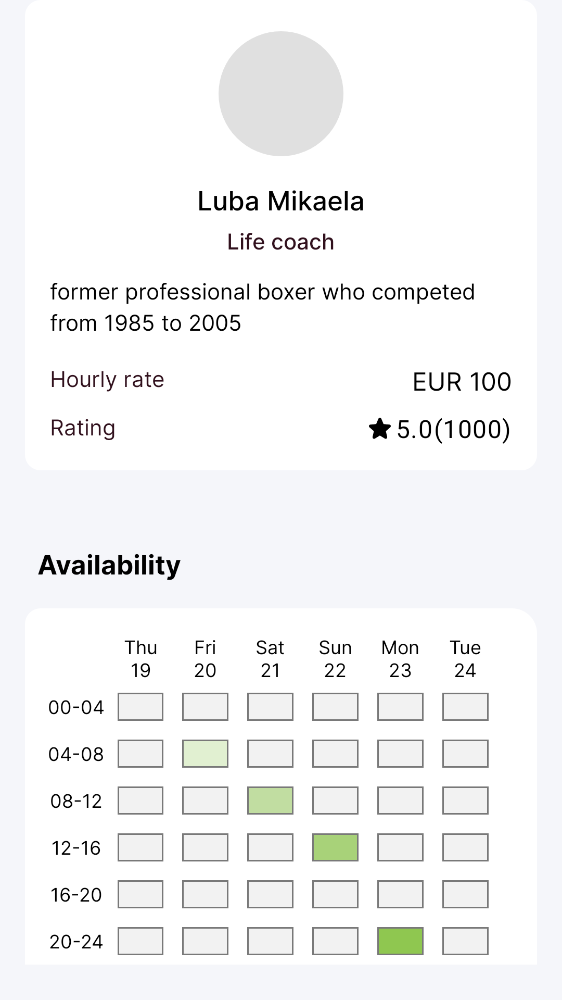 Luba Mikaela
Life coach
former professional boxer who competed
from 1985 to 2005
Hourly rate EUR 100
Rating 5.0(1000)
Availability
Thu Fri Sat Sun Mon Tue
19 20 21 22 23 24
00-04
04-08
08-12
12-16
16-20
20-24